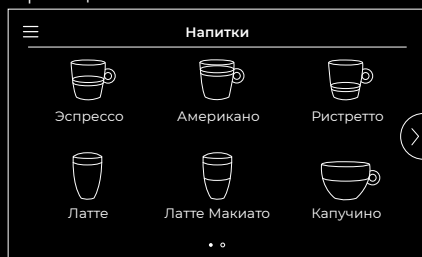 Напитки
Эспрессо Американо Ристретто
Латте Латте Макиато Капучино